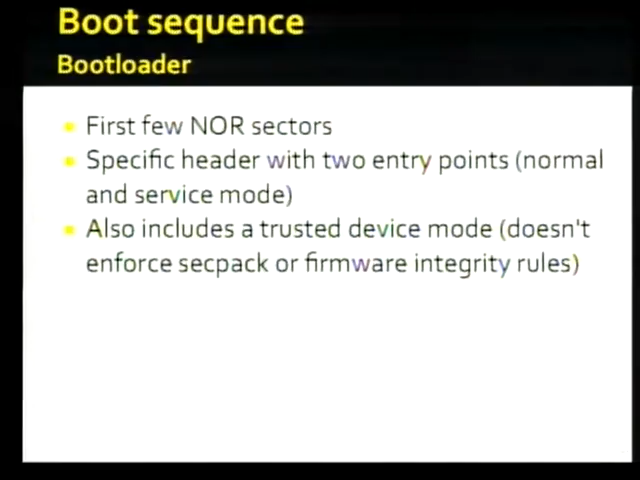 Boot sequence
Bootloader
First few NOR sectors
Specific header with two entry points (normal
and service mode)
Also includes a trusted device mode (doesn't
enforce secpack or firmware integrity rules)